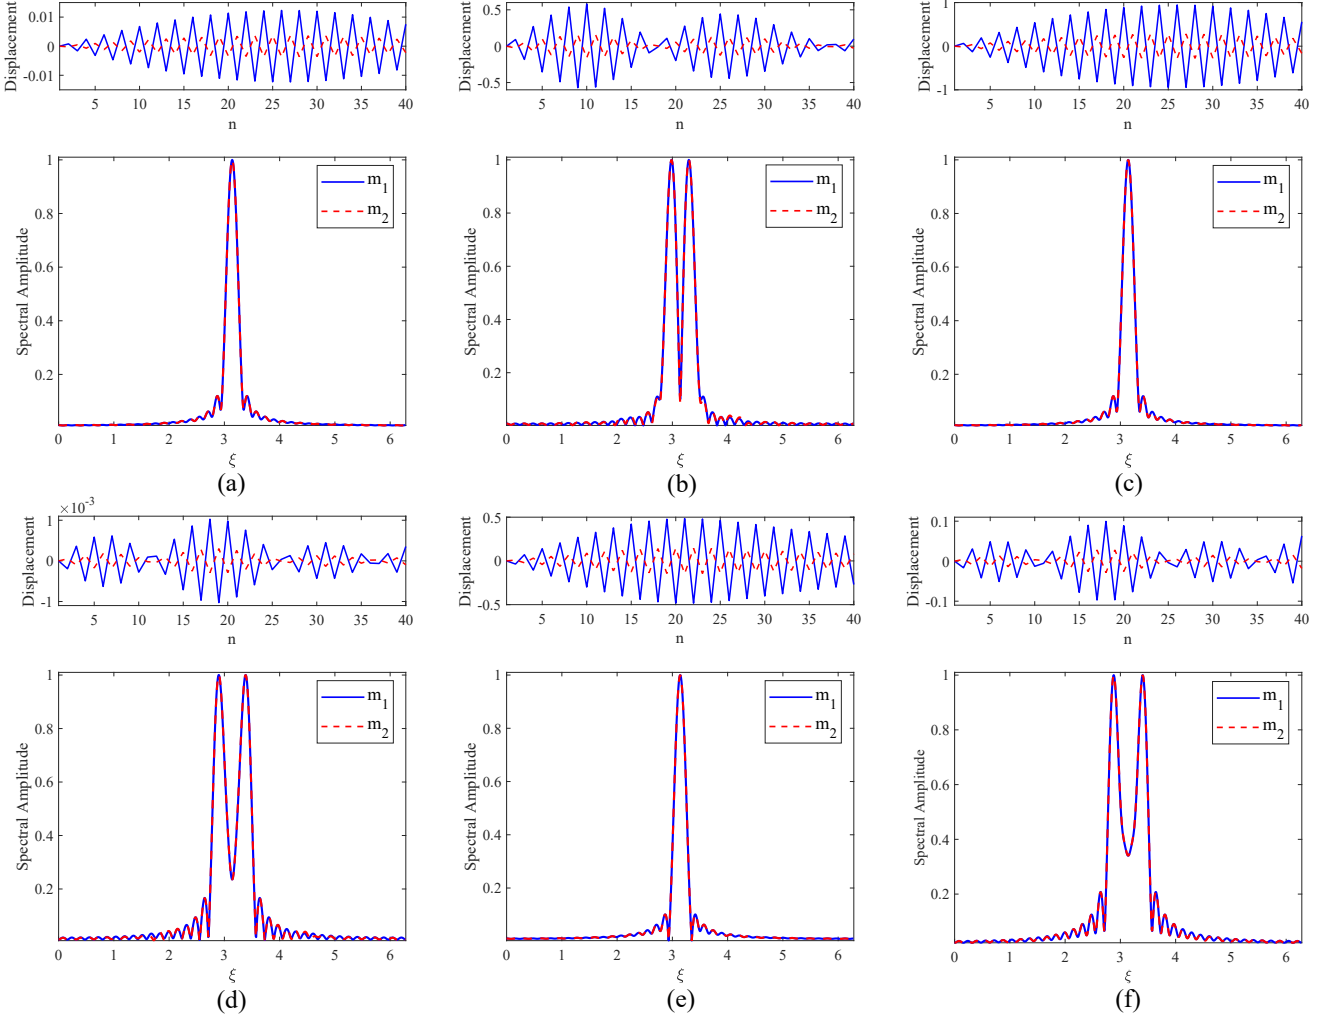 Displacement
0.01
0
-0.01
5 10 15 20 25 30 35 40
n
Spectral Amplitude
1
0.8
0.6
0.4
0.2
0 1 2 3 4 5 6
ξ
m1
m2
(a)
Displacement
0.5
0
-0.5
5 10 15 20 25 30 35 40
n
Spectral Amplitude
1
0.8
0.6
0.4
0.2
0 1 2 3 4 5 6
ξ
m1
m2
(b)
Displacement
1
0
-1
5 10 15 20 25 30 35 40
n
Spectral Amplitude
1
0.8
0.6
0.4
0.2
0 1 2 3 4 5 6
ξ
m1
m2
(c)
×10-3
Displacement
1
0
-1
5 10 15 20 25 30 35 40
n
Spectral Amplitude
1
0.8
0.6
0.4
0.2
0 1 2 3 4 5 6
ξ
m1
m2
(d)
Displacement
0.5
0
-0.5
5 10 15 20 25 30 35 40
n
Spectral Amplitude
1
0.8
0.6
0.4
0.2
0 1 2 3 4 5 6
ξ
m1
m2
(e)
Displacement
0.1
0
-0.1
5 10 15 20 25 30 35 40
n
Spectral Amplitude
1
0.8
0.6
0.4
0.2
0 1 2 3 4 5 6
ξ
m1
m2
(f)